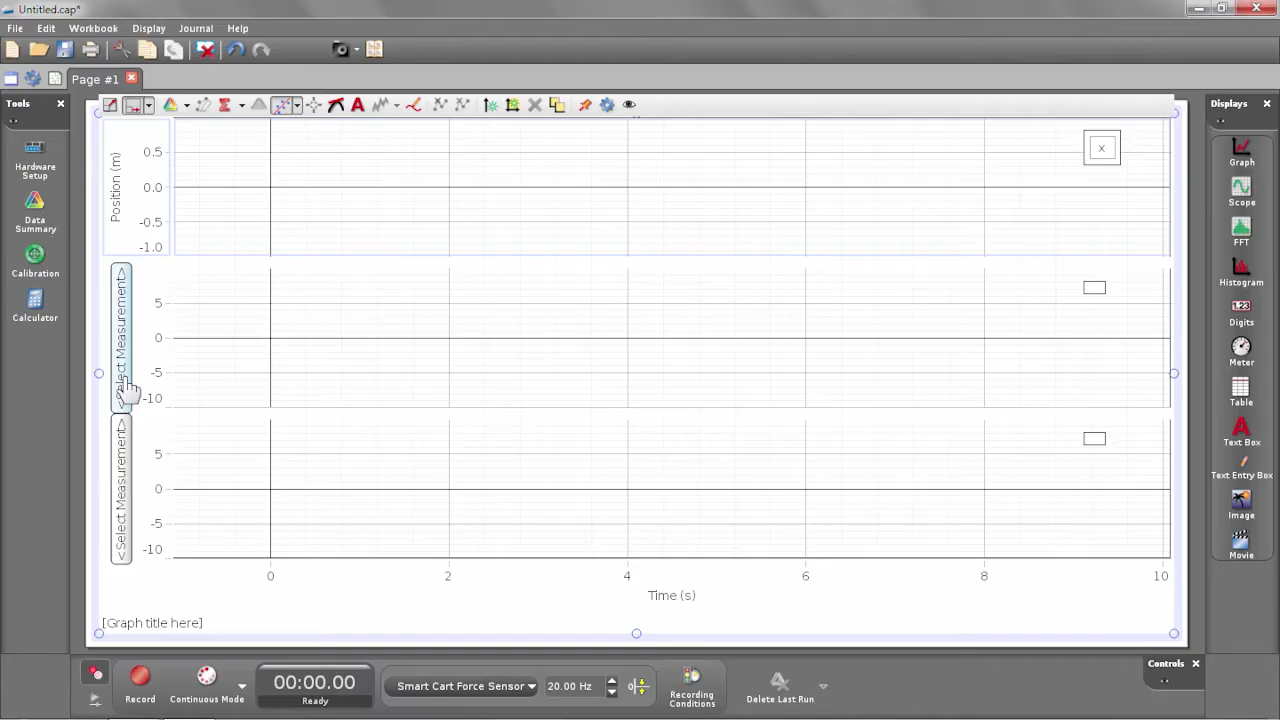 Untitled.cap*
File Edit Workbook Display Journal Help
Page #1
Tools
Hardware
Setup
Data
Summary
Calibration
Calculator
Position (m)
0.5
0.0
-0.5
-1.0
x
<Select Measurement>
5
0
-5
-10
<Select Measurement>
5
0
-5
-10
0 2 4 6 8 10
Time (s)
[Graph title here]
Displays
Graph
Scope
FFT
Histogram
1.23
Digits
Meter
Table
Text Box
Text Entry Box
Image
Movie
Record
Continuous Mode
00:00.00
Ready
Smart Cart Force Sensor
20.00 Hz
Recording
Conditions
Delete Last Run
Controls